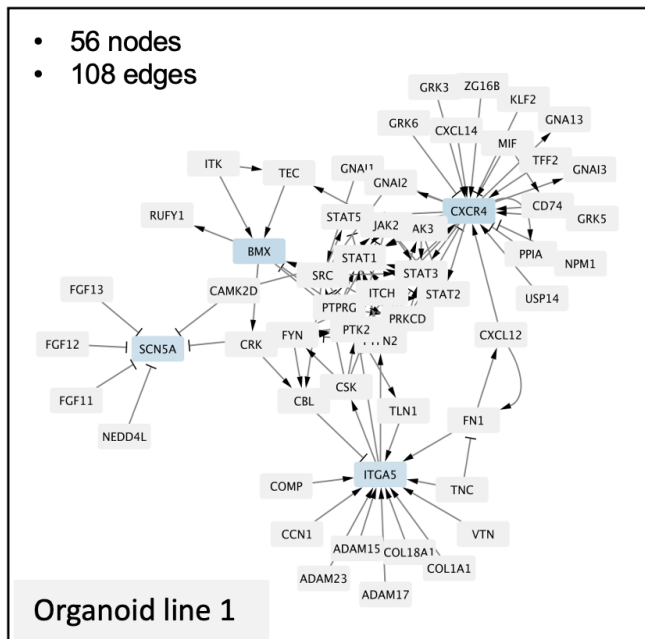 • 56 nodes
• 108 edges
GRK3
ZG16B
KLF2
GRK6
CXCL14
GNA13
MIF
ITK
TEC
GNAI1
TFF2
GNAI3
GNAI2
CD74
RUFY1
STAT5
CXCR4
GRK5
JAK2
AK3
BMX
STAT1
PPIA
NPM1
SRC
STAT3
CAMK2D
ITCH
STAT2
USP14
FGF13
PTPRG
PRKCD
FYN
PTK2
CXCL12
FGF12
SCN5A
CRK
CSK
CBL
TLN1
FGF11
FN1
NEDD4L
ITGA5
COMP
TNC
CCN1
VTN
ADAM15
COL18A1
COL1A1
ADAM23
ADAM17
Organoid line 1